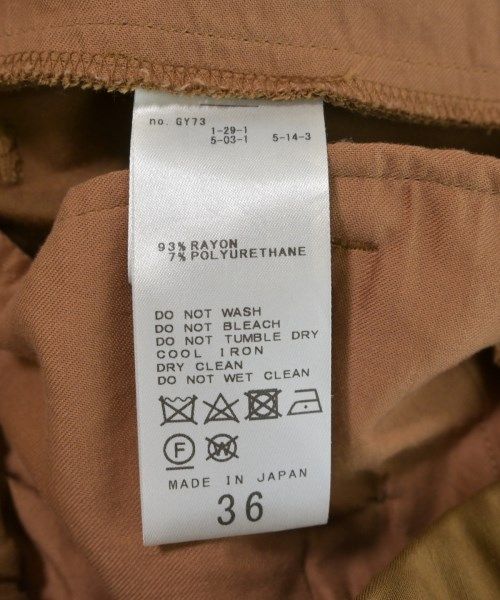 no. GY73
1-29-1
5-03-1 5-14-3
93% RAYON
7% POLYURETHANE
DO NOT WASH
DO NOT BLEACH
DO NOT TUMBLE DRY
COOL IRON
DRY CLEAN
DO NOT WET CLEAN
F W
MADE IN JAPAN
36